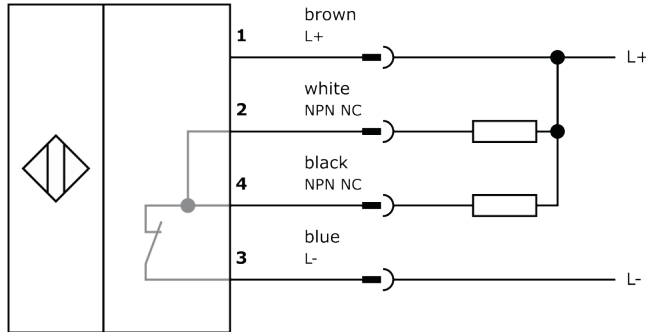 brown
1
L+
L+
white
2
NPN NC
black
4
NPN NC
blue
3
L-
L-